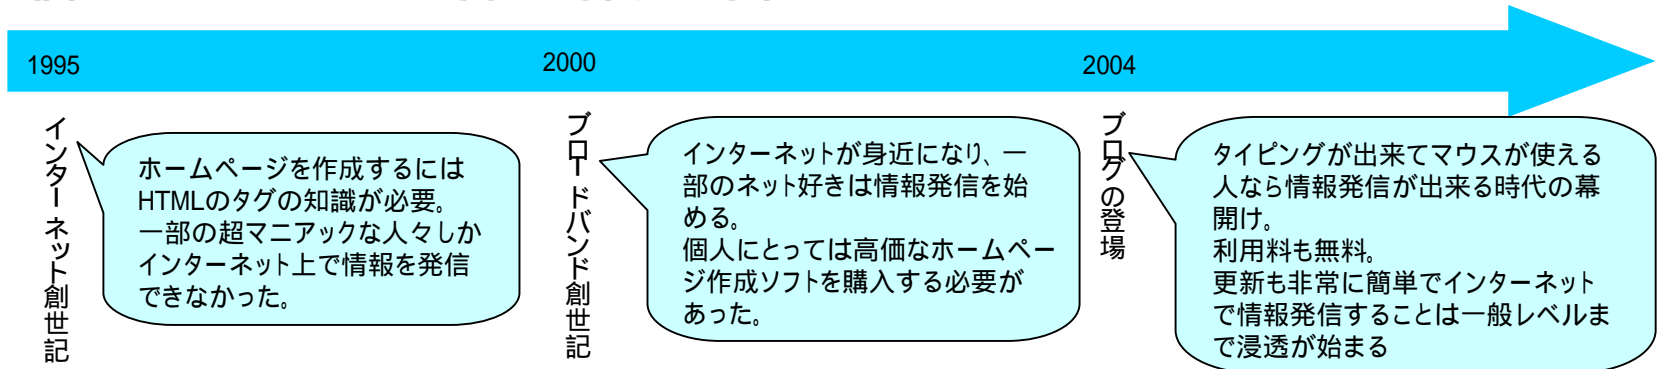 1995
2000
2004
インターネット創世記
ホームページを作成するには
HTMLのタグの知識が必要。
一部の超マニアックな人々しか
インターネット上で情報を発信
できなかった。
ブロードバンド創世記
インターネットが身近になり、一
部のネット好きは情報発信を始
める。
個人にとっては高価なホームペー
ジ作成ソフトを購入する必要が
あった。
ブログの登場
タイピングが出来てマウスが使える
人なら情報発信が出来る時代の幕
開け。
利用料も無料。
更新も非常に簡単でインターネット
で情報発信することは一般レベルま
で浸透が始まる